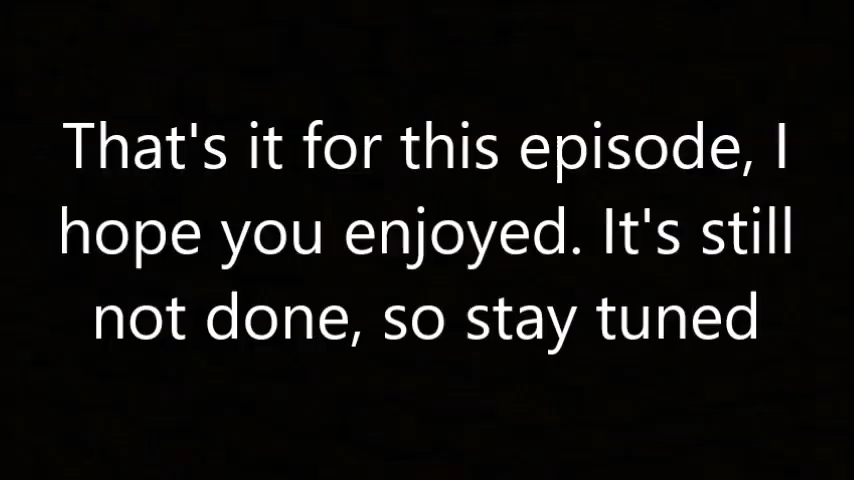 That's it for this episode, I
hope you enjoyed. It's still
not done, so stay tuned